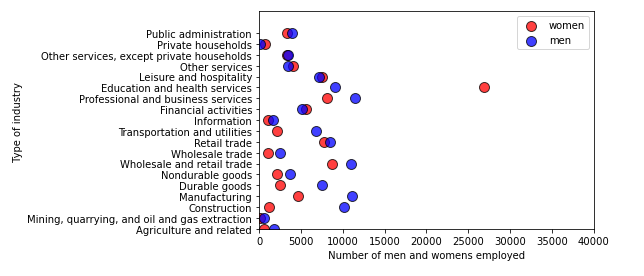 women
men
Public administration
Private households
Other services, except private households
Other services
Leisure and hospitality
Education and health services
Professional and business services
Financial activities
Information
Transportation and utilities
Retail trade
Wholesale trade
Wholesale and retail trade
Nondurable goods
Durable goods
Manufacturing
Construction
Mining, quarrying, and oil and gas extraction
Agriculture and related
Type of industry
0 5000 10000 15000 20000 25000 30000 35000 40000
Number of men and womens employed